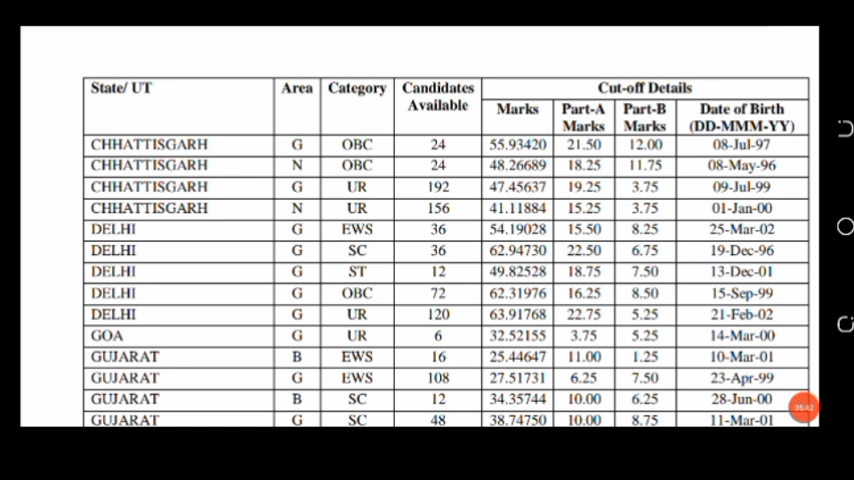 State/ UT Area Category Candidates Available Cut-off Details
Marks Part-A Marks Part-B Marks Date of Birth (DD-MMM-YY)
CHHATTISGARH G OBC 24 55.93420 21.50 12.00 08-Jul-97
CHHATTISGARH N OBC 24 48.26689 18.25 11.75 08-May-96
CHHATTISGARH G UR 192 47.45637 19.25 3.75 09-Jul-99
CHHATTISGARH N UR 156 41.11884 15.25 3.75 01-Jan-00
DELHI G EWS 36 54.19028 15.50 8.25 25-Mar-02
DELHI G SC 36 62.94730 22.50 6.75 19-Dec-96
DELHI G ST 12 49.82528 18.75 7.50 13-Dec-01
DELHI G OBC 72 62.31976 16.25 8.50 15-Sep-99
DELHI G UR 120 63.91768 22.75 5.25 21-Feb-02
GOA G UR 6 32.52155 3.75 5.25 14-Mar-00
GUJARAT B EWS 16 25.44647 11.00 1.25 10-Mar-01
GUJARAT G EWS 108 27.51731 6.25 7.50 23-Apr-99
GUJARAT B SC 12 34.35744 10.00 6.25 28-Jun-00
GUJARAT G SC 48 38.74750 10.00 8.75 11-Mar-01
05:42